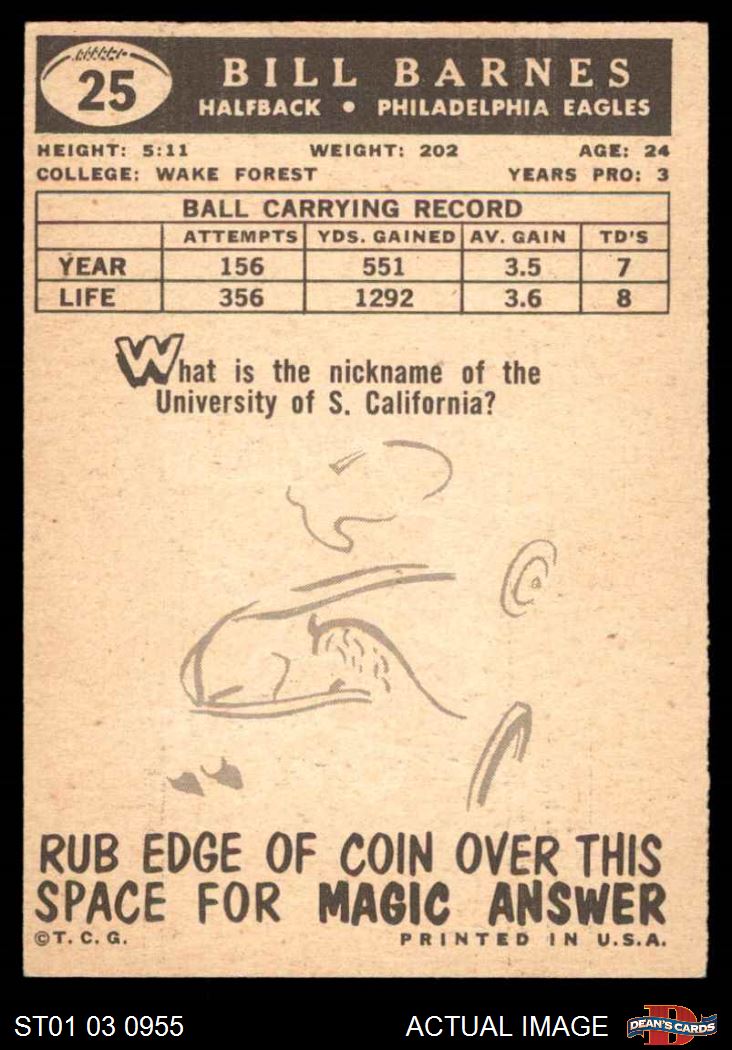 25
BILL BARNES
HALFBACK • PHILADELPHIA EAGLES
HEIGHT: 5:11 WEIGHT: 202 AGE: 24
COLLEGE: WAKE FOREST YEARS PRO: 3
BALL CARRYING RECORD
ATTEMPTS YDS. GAINED AV. GAIN TD'S
YEAR 156 551 3.5 7
LIFE 356 1292 3.6 8
What is the nickname of the
University of S. California?
RUB EDGE OF COIN OVER THIS
SPACE FOR MAGIC ANSWER
©T. C. G. PRINTED IN U.S.A.
ST01 03 0955 ACTUAL IMAGE D DEAN'S CARDS